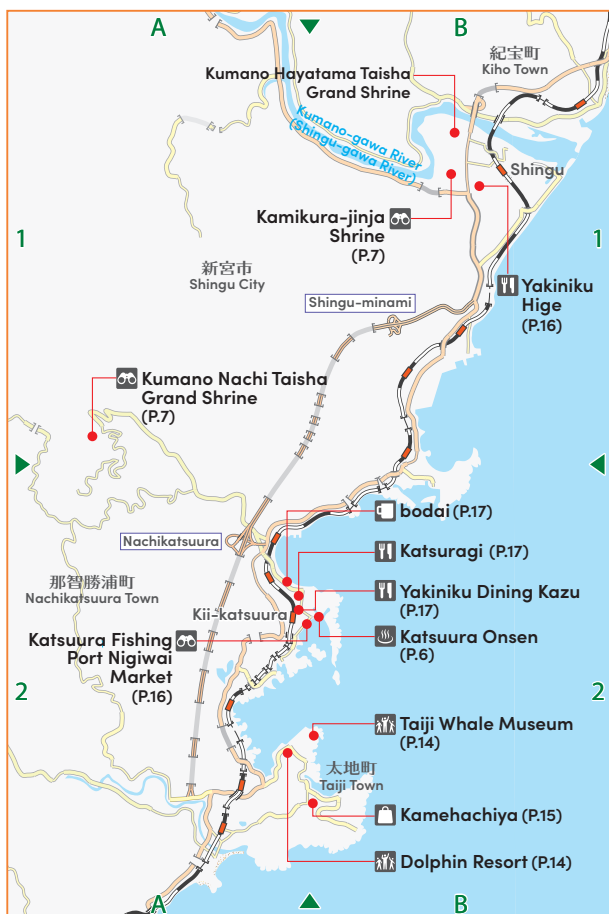 A
B
紀宝町
Kiho Town
Kumano Hayatama Taisha
Grand Shrine
Kumano-gawa River
(Shingu-gawa River)
Shingu
Kamikura-jinja
Shrine
(P.7)
1
1
新宮市
Shingu City
Yakiniku
Hige
(P.16)
Shingu-minami
Kumano Nachi Taisha
Grand Shrine
(P.7)
bodai (P.17)
Nachikatsuura
Katsuragi (P.17)
那智勝浦町
Nachikatsuura Town
Yakiniku Dining Kazu
(P.17)
Kii-katsuura
Katsuura Fishing
Port Nigiwai
Market
(P.16)
Katsuura Onsen
(P.6)
2
2
Taiji Whale Museum
(P.14)
太地町
Taiji Town
Kamehachiya (P.15)
Dolphin Resort (P.14)
A
B